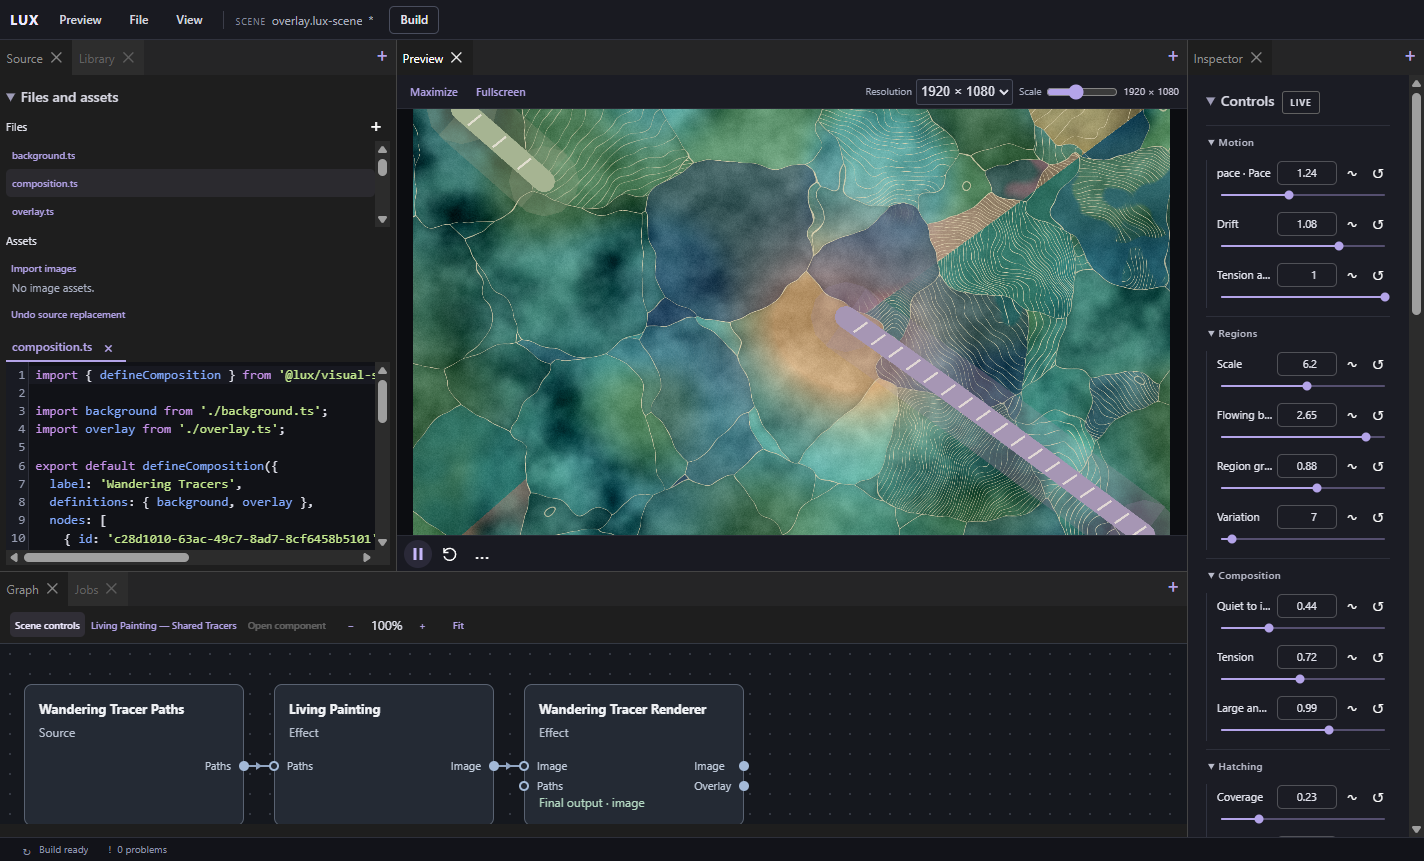 LUX Preview File View SCENE overlay.lux-scene * Build
Source Library +
Files and assets
Files +
background.ts
composition.ts
overlay.ts
Assets
Import images
No image assets.
Undo source replacement
composition.ts
1 import { defineComposition } from '@lux/visual-s
2
3 import background from './background.ts';
4 import overlay from './overlay.ts';
5
6 export default defineComposition({
7 label: 'Wandering Tracers',
8 definitions: { background, overlay },
9 nodes: [
10 { id: 'c28d1010-63ac-49c7-8ad7-8cf6458b5101'
Preview +
Maximize Fullscreen Resolution 1920 × 1080 Scale 1920 × 1080
...
Graph Jobs +
Scene controls Living Painting — Shared Tracers Open component − 100% + Fit
Wandering Tracer Paths
Source
Paths
Living Painting
Effect
Paths Image
Wandering Tracer Renderer
Effect
Image Image
Paths Overlay
Final output · image
Inspector +
Controls LIVE
Motion
pace · Pace 1.24
Drift 1.08
Tension a... 1
Regions
Scale 6.2
Flowing b... 2.65
Region gr... 0.88
Variation 7
Composition
Quiet to i... 0.44
Tension 0.72
Large an... 0.99
Hatching
Coverage 0.23
Build ready ! 0 problems